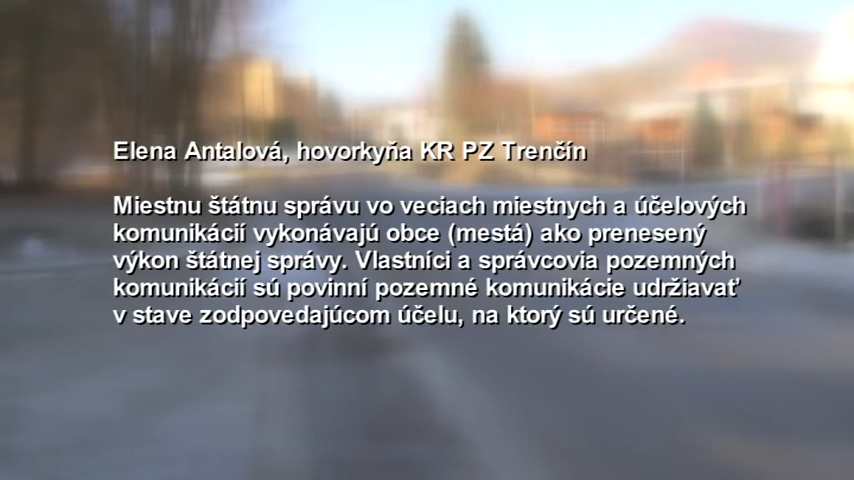 Elena Antalová, hovorkyňa KR PZ Trenčín
Miestnu štátnu správu vo veciach miestnych a účelových
komunikácií vykonávajú obce (mestá) ako prenesený
výkon štátnej správy. Vlastníci a správcovia pozemných
komunikácií sú povinní pozemné komunikácie udržiavať
v stave zodpovedajúcom účelu, na ktorý sú určené.